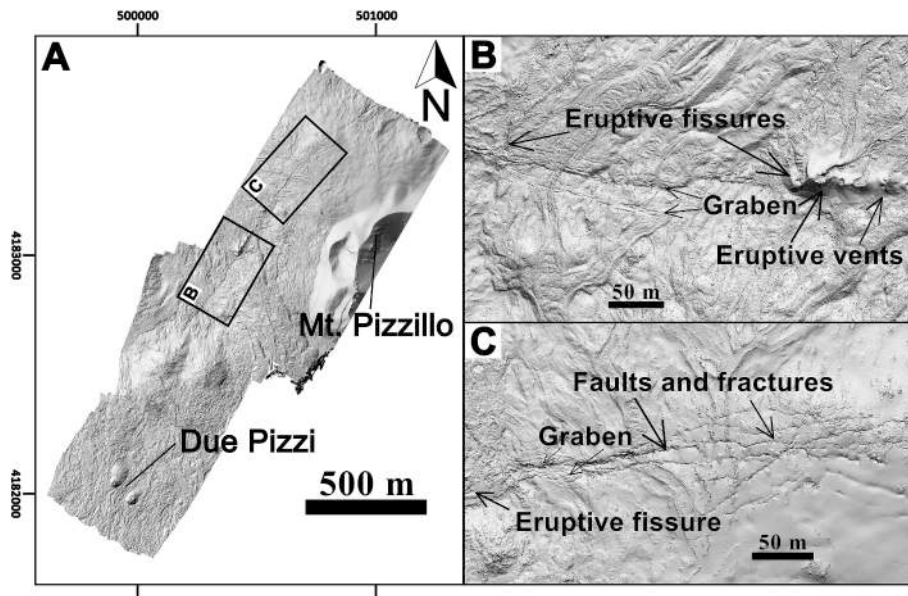 500000
501000
A
N
4183000
4182000
C
B
Mt. Pizzillo
Due Pizzi
500 m
B
Eruptive fissures
Graben
Eruptive vents
50 m
C
Faults and fractures
Graben
Eruptive fissure
50 m